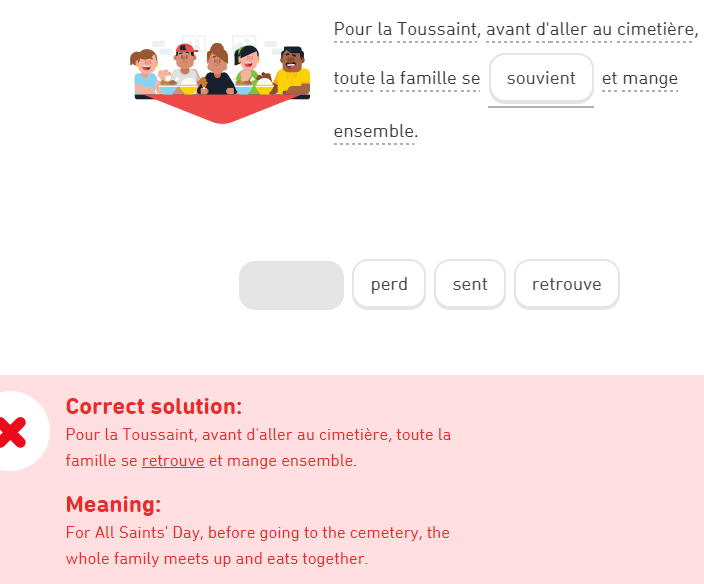 Pour la Toussaint, avant d'aller au cimetière,
toute la famille se souvient et mange
ensemble.
perd sent retrouve
Correct solution:
Pour la Toussaint, avant d'aller au cimetière, toute la
famille se retrouve et mange ensemble.
Meaning:
For All Saints' Day, before going to the cemetery, the
whole family meets up and eats together.